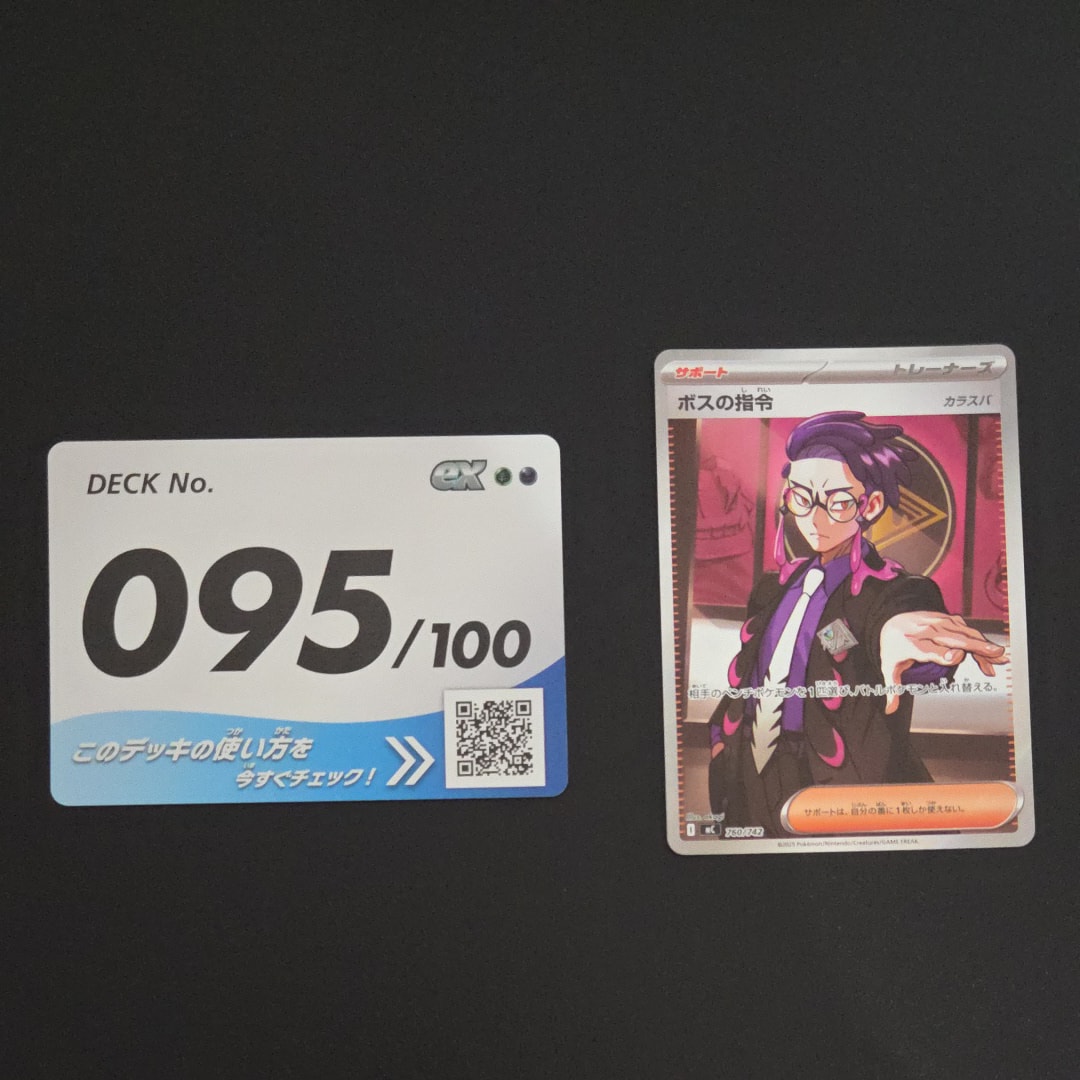 DECK No.
ex
095/100
このデッキの使い方を
今すぐチェック!
サポート
トレーナーズ
ボスの指令
カラスバ
相手のベンチポケモンを1匹選び、バトルポケモンと入れ替える。
サポートは、自分の番に1枚しか使えない。
I mC 760/742
©2025 Pokémon/Nintendo/Creatures/GAME FREAK